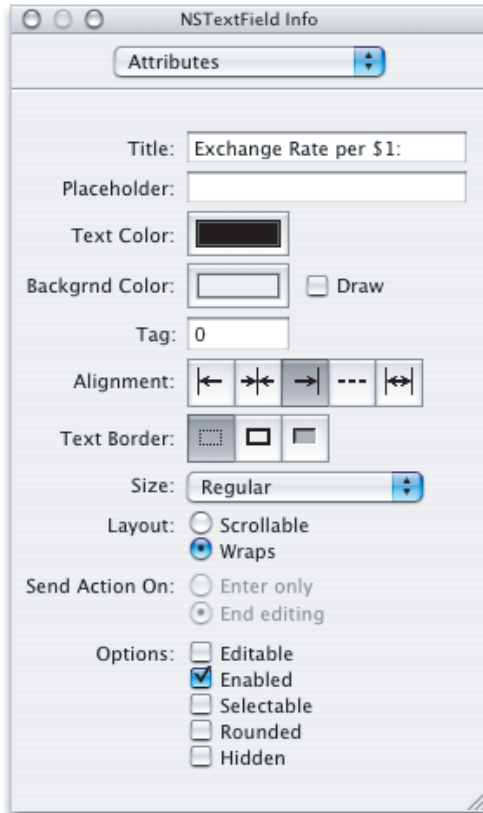 NSTextField Info
Attributes
Title: Exchange Rate per $1:
Placeholder:
Text Color:
Backgrnd Color: Draw
Tag: 0
Alignment:
Text Border:
Size: Regular
Layout: Scrollable
Wraps
Send Action On: Enter only
End editing
Options: Editable
Enabled
Selectable
Rounded
Hidden